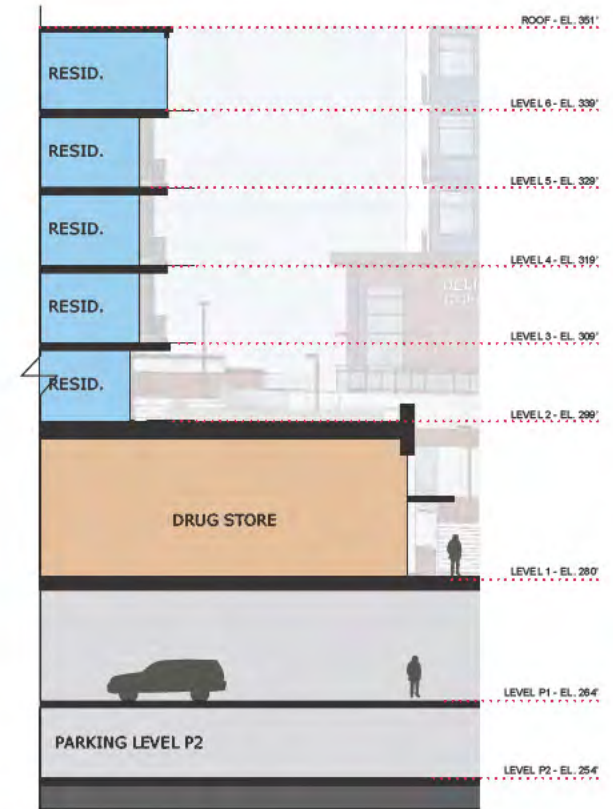 ROOF - EL. 351'
RESID.
LEVEL 6 - EL. 339'
RESID.
LEVEL 5 - EL. 329'
RESID.
LEVEL 4 - EL. 319'
RESID.
LEVEL 3 - EL. 309'
RESID.
LEVEL 2 - EL. 299'
DRUG STORE
LEVEL 1 - EL. 280'
LEVEL P1 - EL. 264'
PARKING LEVEL P2
LEVEL P2 - EL. 254'